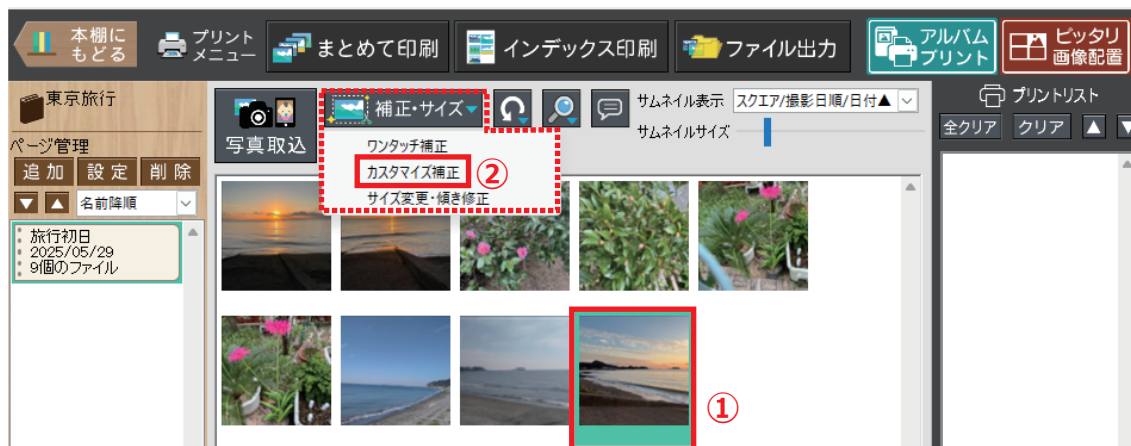 本棚に
もどる
プリント
メニュー
まとめて印刷
インデックス印刷
ファイル出力
アルバム
プリント
ピッタリ
画像配置
東京旅行
ページ管理
追加
設定
削除
名前降順
旅行初日
2025/05/29
9個のファイル
写真取込
補正・サイズ
ワンタッチ補正
カスタマイズ補正
②
サイズ変更・傾き修正
サムネイル表示
スクエア/撮影日順/日付▲
サムネイルサイズ
①
プリントリスト
全クリア
クリア